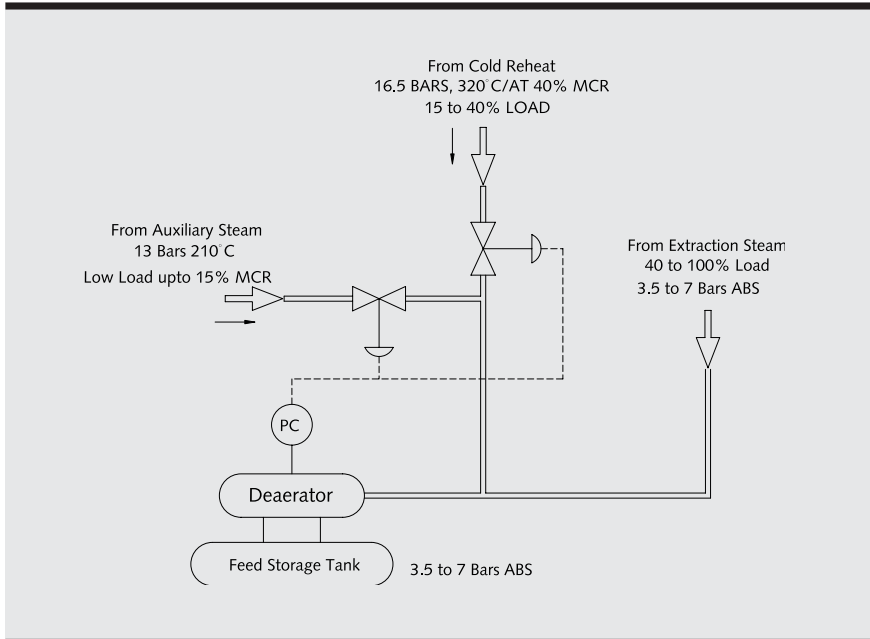 From Cold Reheat
16.5 BARS, 320°C/AT 40% MCR
15 to 40% LOAD
From Auxiliary Steam
13 Bars 210°C
Low Load upto 15% MCR
From Extraction Steam
40 to 100% Load
3.5 to 7 Bars ABS
PC
Deaerator
Feed Storage Tank
3.5 to 7 Bars ABS